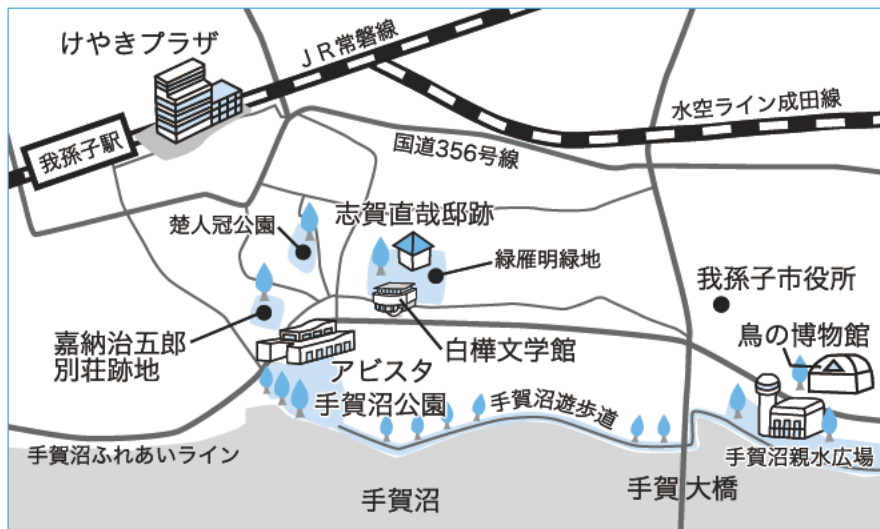 けやきプラザ
JR常磐線
水空ライン成田線
我孫子駅
国道356号線
志賀直哉邸跡
楚人冠公園
緑雁明緑地
我孫子市役所
鳥の博物館
嘉納治五郎
別荘跡地
白樺文学館
アビスタ
手賀沼公園
手賀沼遊歩道
手賀沼ふれあいライン
手賀沼親水広場
手賀沼
手賀大橋